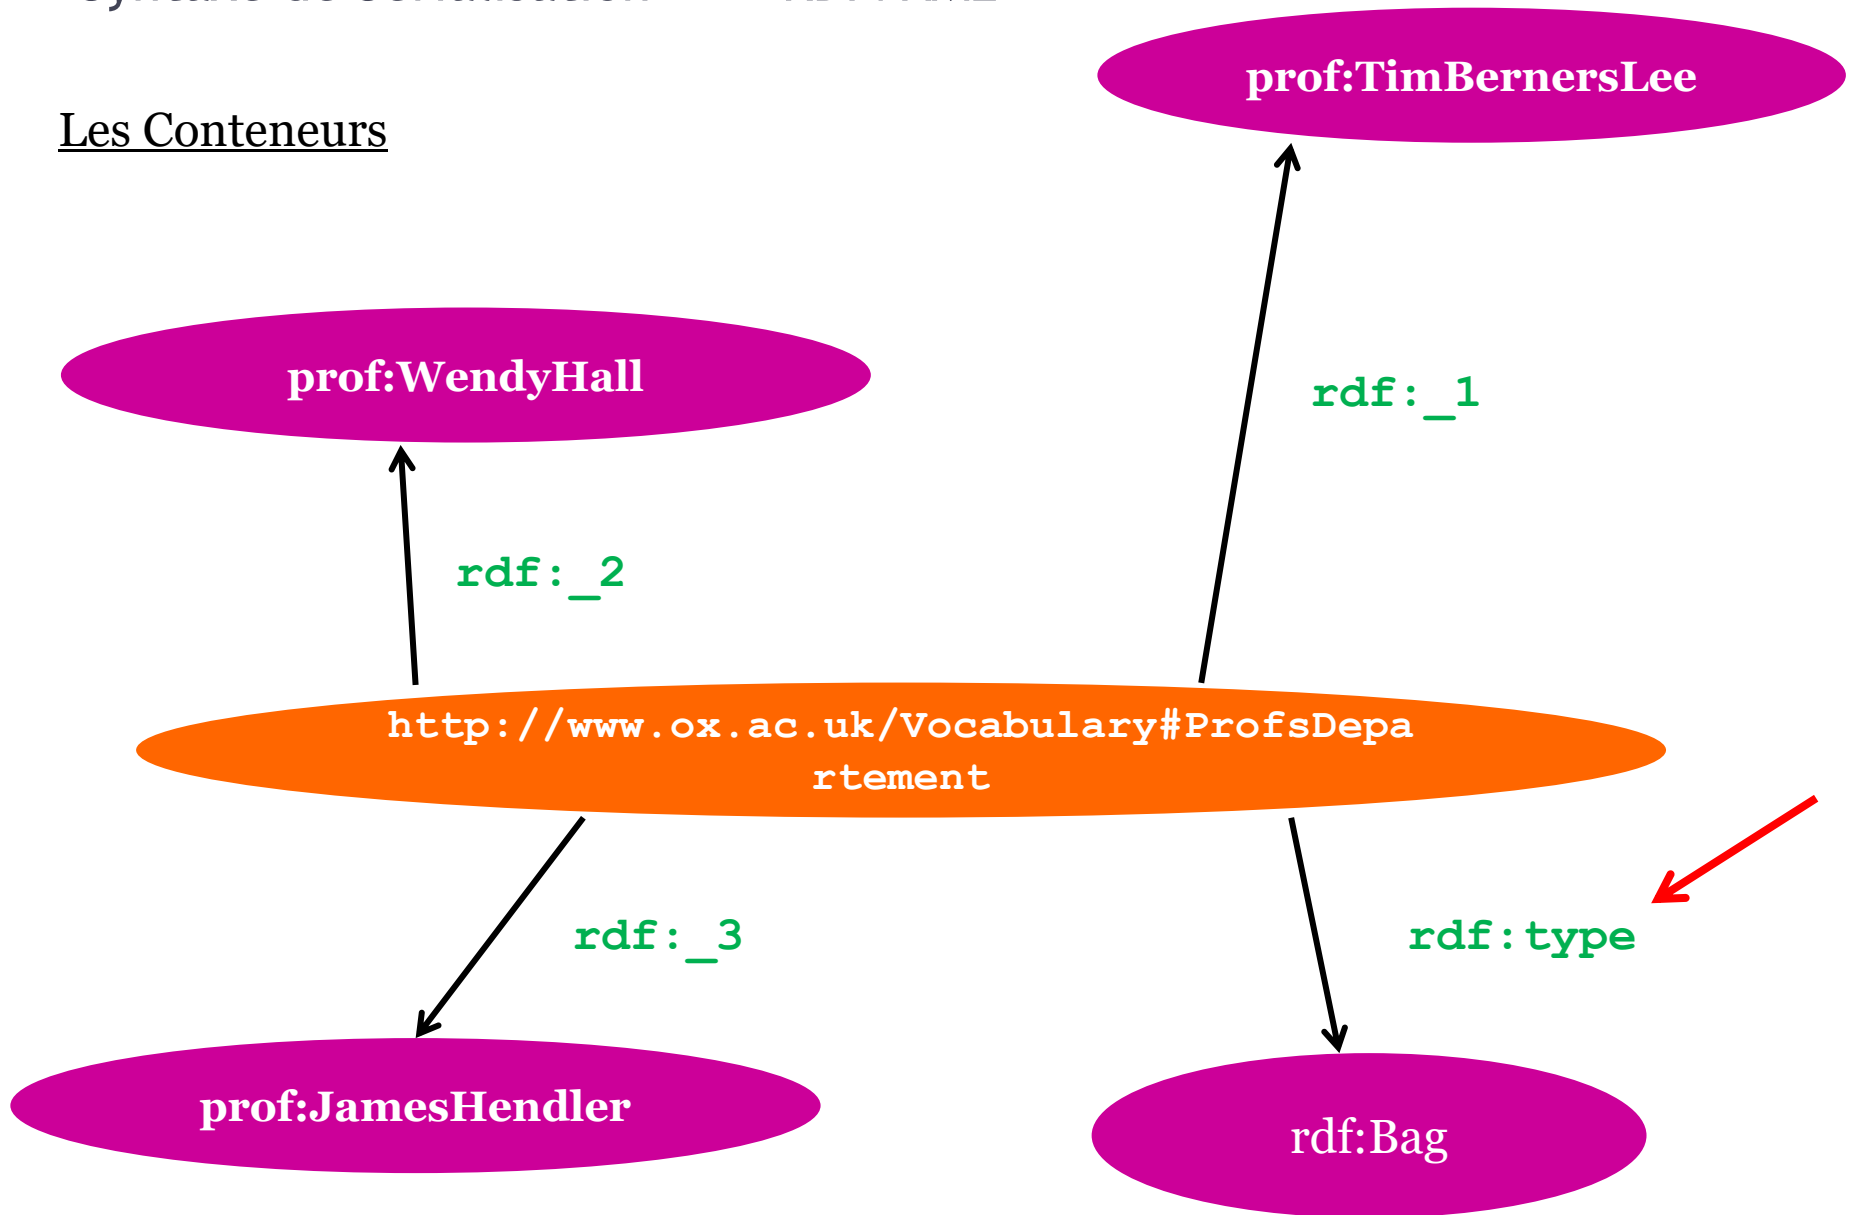 Les Conteneurs
prof:TimBernersLee
prof:WendyHall
rdf:_1
rdf:_2
http://www.ox.ac.uk/Vocabulary#ProfsDepa
rtement
rdf:_3
rdf:type
prof:JamesHendler
rdf:Bag